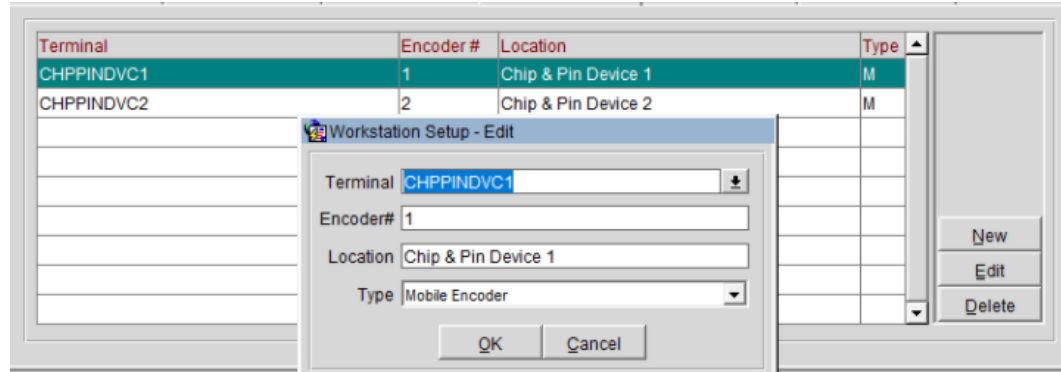 Terminal Encoder # Location Type
CHPPINDVC1 1 Chip & Pin Device 1 M
CHPPINDVC2 2 Chip & Pin Device 2 M
Workstation Setup - Edit
Terminal CHPPINDVC1
Encoder# 1
Location Chip & Pin Device 1
Type Mobile Encoder
OK Cancel
New
Edit
Delete